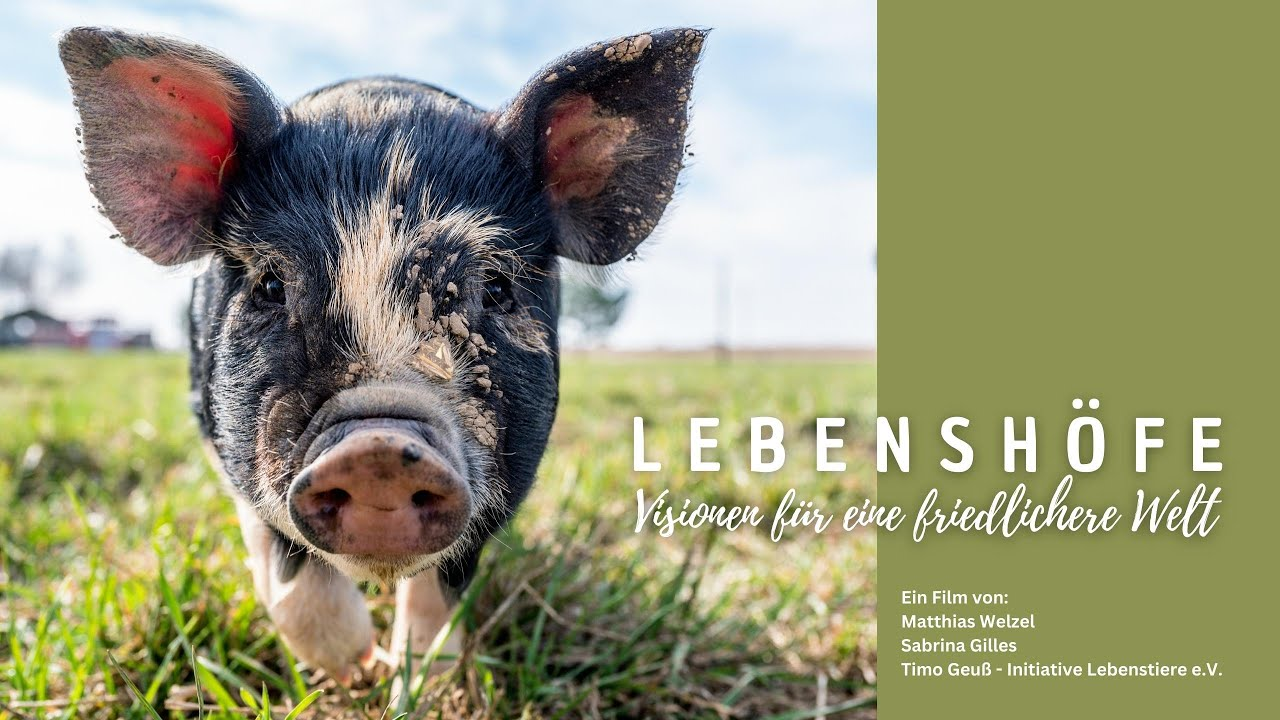 LEBENSHÖFE
Visionen für eine friedlichere Welt
Ein Film von:
Matthias Welzel
Sabrina Gilles
Timo Geuß - Initiative Lebenstiere e.V.